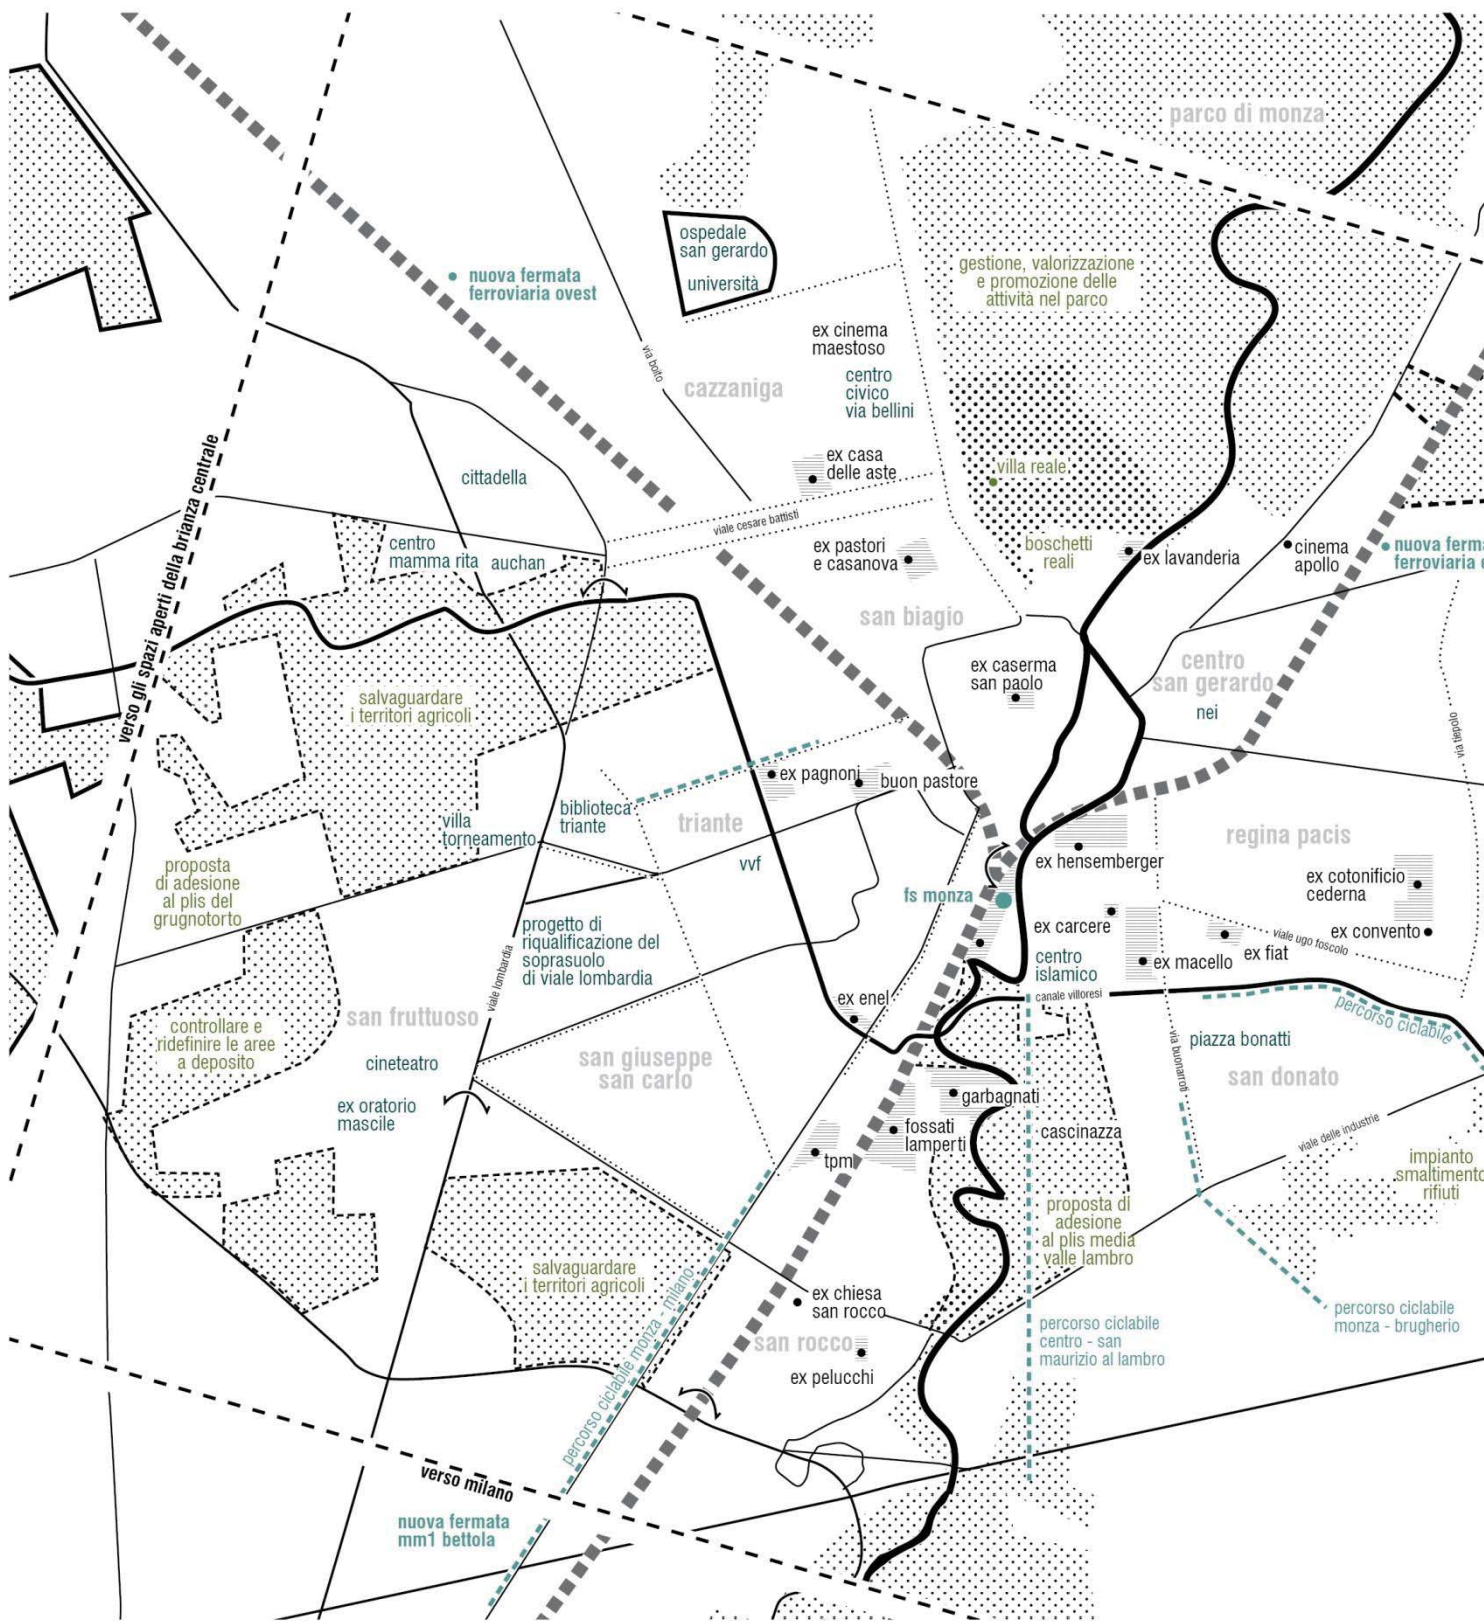 parco di monza
ospedale
san gerardo
università
gestione, valorizzazione
e promozione delle
attività nel parco
nuova fermata
ferroviaria ovest
ex cinema
maestoso
via boito
cazzaniga
centro
civico
via bellini
ex casa
delle aste
villa reale
cittadella
verso gli spazi aperti della brianza centrale
viale cesare battisti
centro
mamma rita
auchan
ex pastori
e casanova
boschetti
reali
ex lavanderia
cinema
apollo
nuova ferma
ferroviaria e
san biagio
ex caserma
san paolo
centro
san gerardo
nei
salvaguardare
i territori agricoli
via tiepolo
ex pagnoni
buon pastore
biblioteca
triante
triante
villa
torneamento
vvf
regina pacis
ex hensemberger
proposta
di adesione
al plis del
grugnotorto
fs monza
ex cotonificio
cederna
ex carcere
ex convento
viale ugo foscolo
ex fiat
ex macello
progetto di
riqualificazione del
soprasuolo
di viale lombardia
viale lombardia
centro
islamico
canale villoresi
ex enel
percorso ciclabile
san fruttuoso
controllare e
ridefinire le aree
a deposito
cineteatro
san giuseppe
san carlo
via buonarroti
piazza bonatti
san donato
garbagnati
ex oratorio
mascile
fossati
lamperti
cascinazza
viale delle industrie
tpm
impianto
smaltimento
rifiuti
proposta di
adesione
al plis media
valle lambro
salvaguardare
i territori agricoli
ex chiesa
san rocco
percorso ciclabile monza - milano
san rocco
percorso ciclabile
centro - san
maurizio al lambro
percorso ciclabile
monza - brugherio
ex pelucchi
verso milano
nuova fermata
mm1 bettola